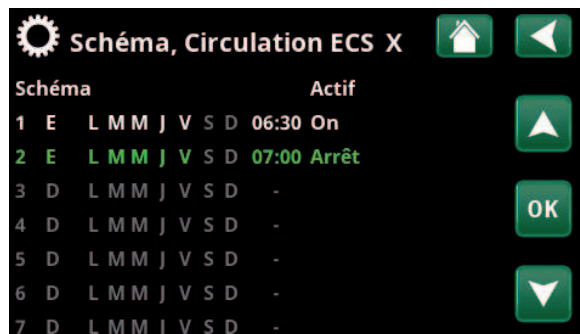 Schéma, Circulation ECS X
Schéma Actif
1 E L M M J V S D 06:30 On
2 E L M M J V S D 07:00 Arrêt
3 D L M M J V S D -
4 D L M M J V S D -
OK
5 D L M M J V S D -
6 D L M M J V S D -
7 D L M M J V S D -